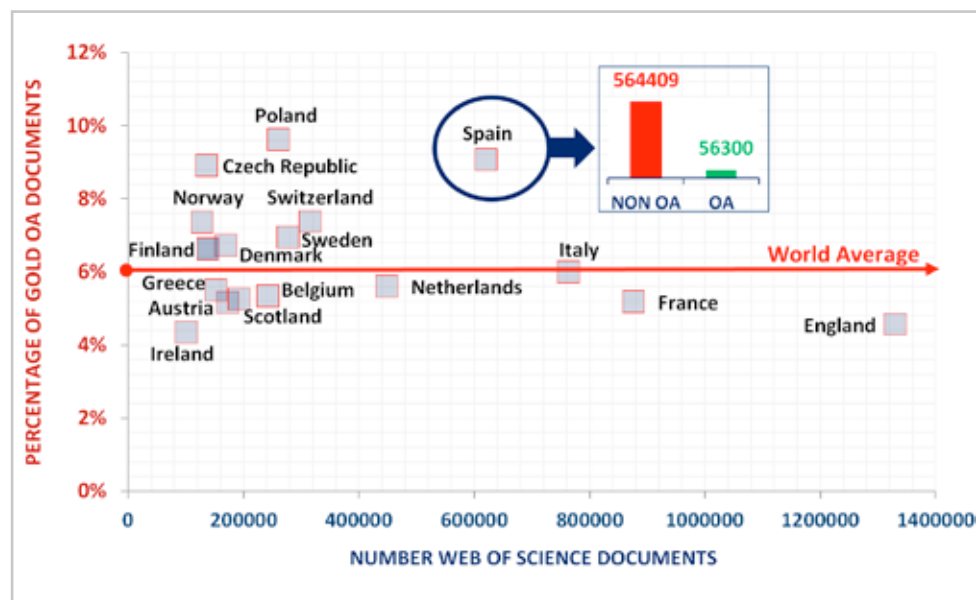 PERCENTAGE OF GOLD OA DOCUMENTS
12%
10%
8%
6%
4%
2%
0%
Poland
Czech Republic
Norway
Switzerland
Finland
Denmark
Sweden
Greece
Austria
Scotland
Belgium
Ireland
Netherlands
Spain
564409
56300
NON OA
OA
Italy
World Average
France
England
0
200000
400000
600000
800000
1000000
1200000
1400000
NUMBER WEB OF SCIENCE DOCUMENTS